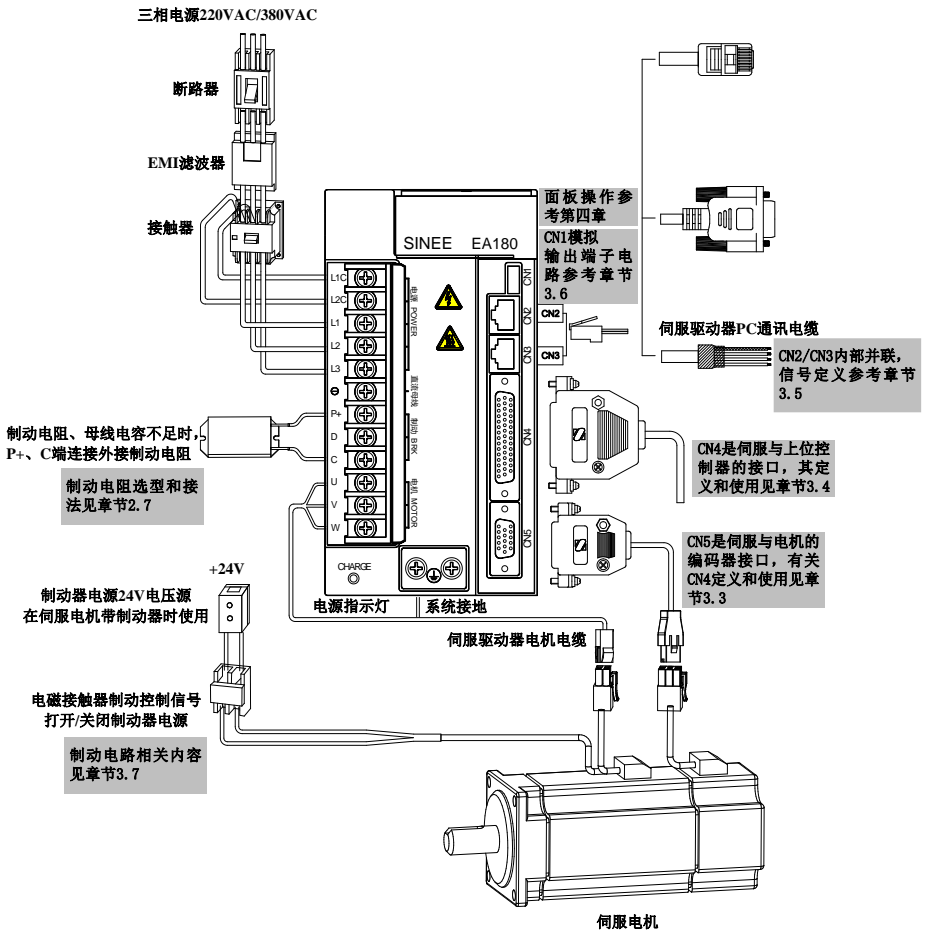 三相电源220VAC/380VAC
断路器
EMI滤波器
接触器
面板操作参
考第四章
CN1模拟
输出端子电
路参考章节
3.6
SINEE EA180
L1C
L2C
L1
L2
L3
⊖
P+
D
C
U
V
W
电源 POWER
直流母线
制动 BRK
电机 MOTOR
CN1
CN2
CN3
CN4
CN5
CN2
CN3
伺服驱动器PC通讯电缆
CN2/CN3内部并联,
信号定义参考章节
3.5
制动电阻、母线电容不足时,
P+、C端连接外接制动电阻
制动电阻选型和接
法见章节2.7
CN4是伺服与上位控
制器的接口，其定
义和使用见章节3.4
CN5是伺服与电机的
编码器接口，有关
CN4定义和使用见章
节3.3
CHARGE
电源指示灯
系统接地
+24V
制动器电源24V电压源
在伺服电机带制动器时使用
伺服驱动器电机电缆
电磁接触器制动控制信号
打开/关闭制动器电源
制动电路相关内容
见章节3.7
伺服电机